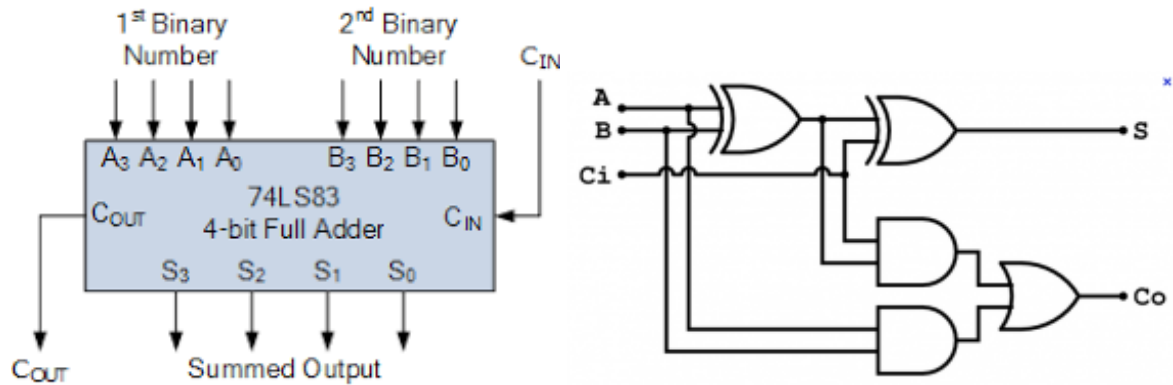 1st Binary Number
2nd Binary Number
CIN
A3 A2 A1 A0
B3 B2 B1 B0
COUT
74LS83
4-bit Full Adder
CIN
S3 S2 S1 S0
COUT
Summed Output
A
B
Ci
S
Co
x